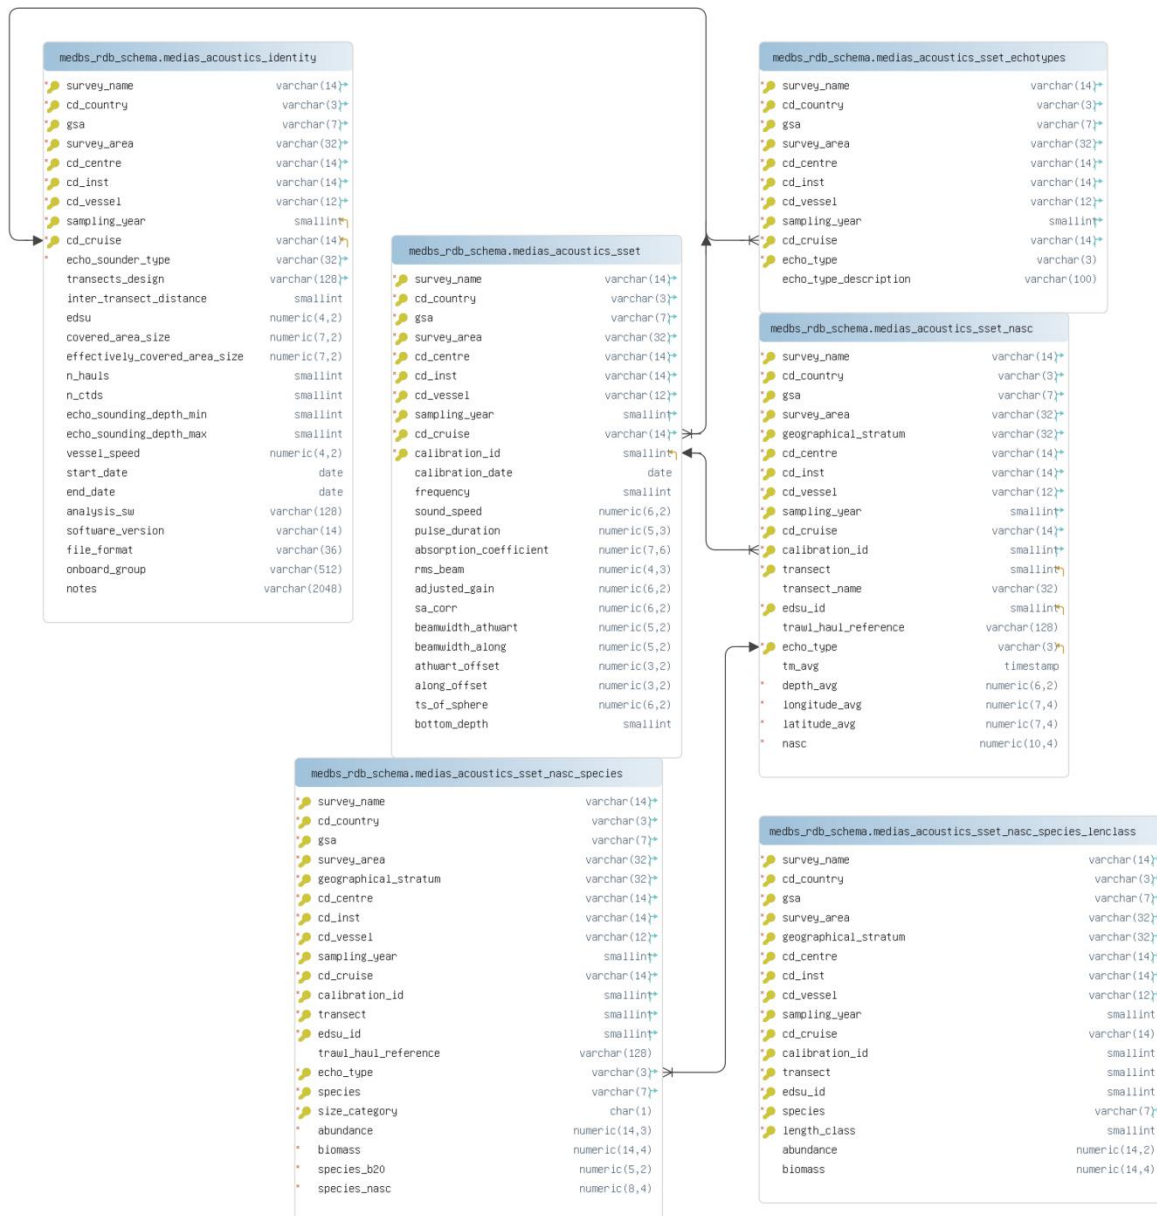 medbs_rdb_schema.medias_acoustics_identity
survey_name varchar(14)
cd_country varchar(3)
gsa varchar(7)
survey_area varchar(32)
cd_centre varchar(14)
cd_inst varchar(14)
cd_vessel varchar(12)
sampling_year smallint
cd_cruise varchar(14)
echo_sounder_type varchar(32)
transects_design varchar(128)
inter_transect_distance smallint
edsu numeric(4,2)
covered_area_size numeric(7,2)
effectively_covered_area_size numeric(7,2)
n_hauls smallint
n_ctds smallint
echo_sounding_depth_min smallint
echo_sounding_depth_max smallint
vessel_speed numeric(4,2)
start_date date
end_date date
analysis_sw varchar(128)
software_version varchar(14)
file_format varchar(36)
onboard_group varchar(512)
notes varchar(2048)
medbs_rdb_schema.medias_acoustics_sset
survey_name varchar(14)
cd_country varchar(3)
gsa varchar(7)
survey_area varchar(32)
cd_centre varchar(14)
cd_inst varchar(14)
cd_vessel varchar(12)
sampling_year smallint
cd_cruise varchar(14)
calibration_id smallint
calibration_date date
frequency smallint
sound_speed numeric(6,2)
pulse_duration numeric(5,3)
absorption_coefficient numeric(7,6)
rms_beam numeric(4,3)
adjusted_gain numeric(6,2)
sa_corr numeric(6,2)
beamwidth_athwart numeric(5,2)
beamwidth_along numeric(5,2)
athwart_offset numeric(3,2)
along_offset numeric(3,2)
ts_of_sphere numeric(6,2)
bottom_depth smallint
medbs_rdb_schema.medias_acoustics_sset_echotypes
survey_name varchar(14)
cd_country varchar(3)
gsa varchar(7)
survey_area varchar(32)
cd_centre varchar(14)
cd_inst varchar(14)
cd_vessel varchar(12)
sampling_year smallint
cd_cruise varchar(14)
echo_type varchar(3)
echo_type_description varchar(100)
medbs_rdb_schema.medias_acoustics_sset_nasc
survey_name varchar(14)
cd_country varchar(3)
gsa varchar(7)
survey_area varchar(32)
geographical_stratum varchar(32)
cd_centre varchar(14)
cd_inst varchar(14)
cd_vessel varchar(12)
sampling_year smallint
cd_cruise varchar(14)
calibration_id smallint
transect smallint
transect_name varchar(32)
edsu_id smallint
trawl_haul_reference varchar(128)
echo_type varchar(3)
tm_avg timestamp
depth_avg numeric(6,2)
longitude_avg numeric(7,4)
latitude_avg numeric(7,4)
nasc numeric(10,4)
medbs_rdb_schema.medias_acoustics_sset_nasc_species
survey_name varchar(14)
cd_country varchar(3)
gsa varchar(7)
survey_area varchar(32)
geographical_stratum varchar(32)
cd_centre varchar(14)
cd_inst varchar(14)
cd_vessel varchar(12)
sampling_year smallint
cd_cruise varchar(14)
calibration_id smallint
transect smallint
edsu_id smallint
trawl_haul_reference varchar(128)
echo_type varchar(3)
species varchar(7)
size_category char(1)
abundance numeric(14,3)
biomass numeric(14,4)
species_b20 numeric(5,2)
species_nasc numeric(8,4)
medbs_rdb_schema.medias_acoustics_sset_nasc_species_lenclass
survey_name varchar(14)
cd_country varchar(3)
gsa varchar(7)
survey_area varchar(32)
geographical_stratum varchar(32)
cd_centre varchar(14)
cd_inst varchar(14)
cd_vessel varchar(12)
sampling_year smallint
cd_cruise varchar(14)
calibration_id smallint
transect smallint
edsu_id smallint
species varchar(7)
length_class smallint
abundance numeric(14,2)
biomass numeric(14,4)